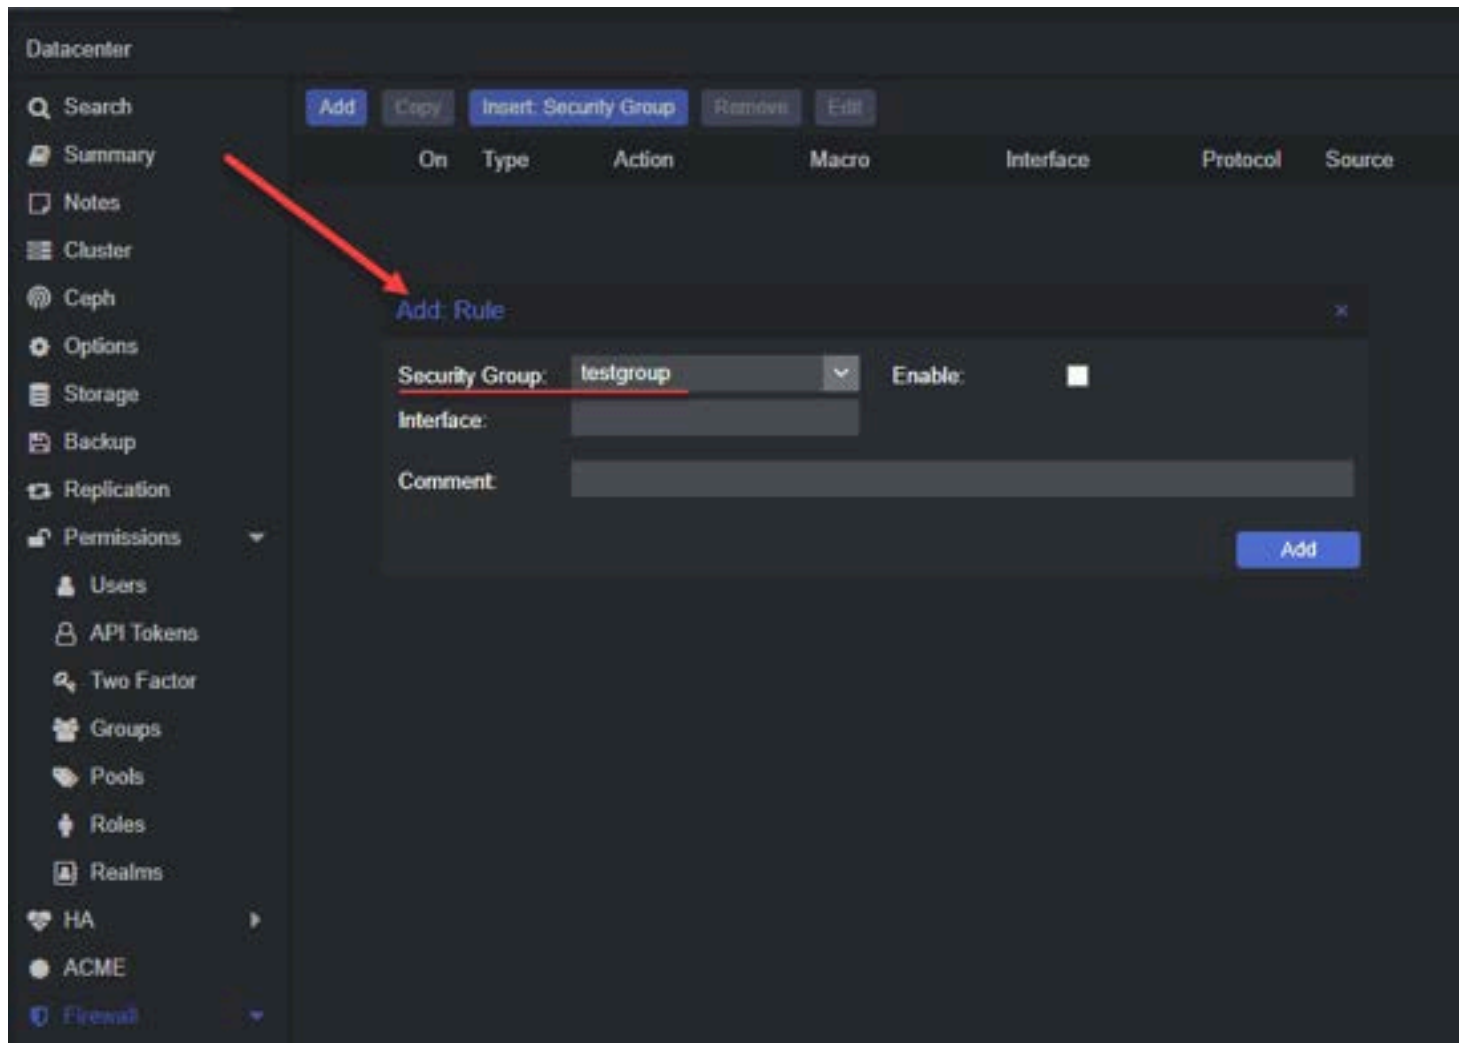 Datacenter
Search
Summary
Notes
Cluster
Ceph
Options
Storage
Backup
Replication
Permissions
Users
API Tokens
Two Factor
Groups
Pools
Roles
Realms
HA
ACME
Firewall
Add Copy Insert: Security Group Remove Edit
On Type Action Macro Interface Protocol Source
Add: Rule
Security Group: testgroup Enable:
Interface:
Comment:
Add